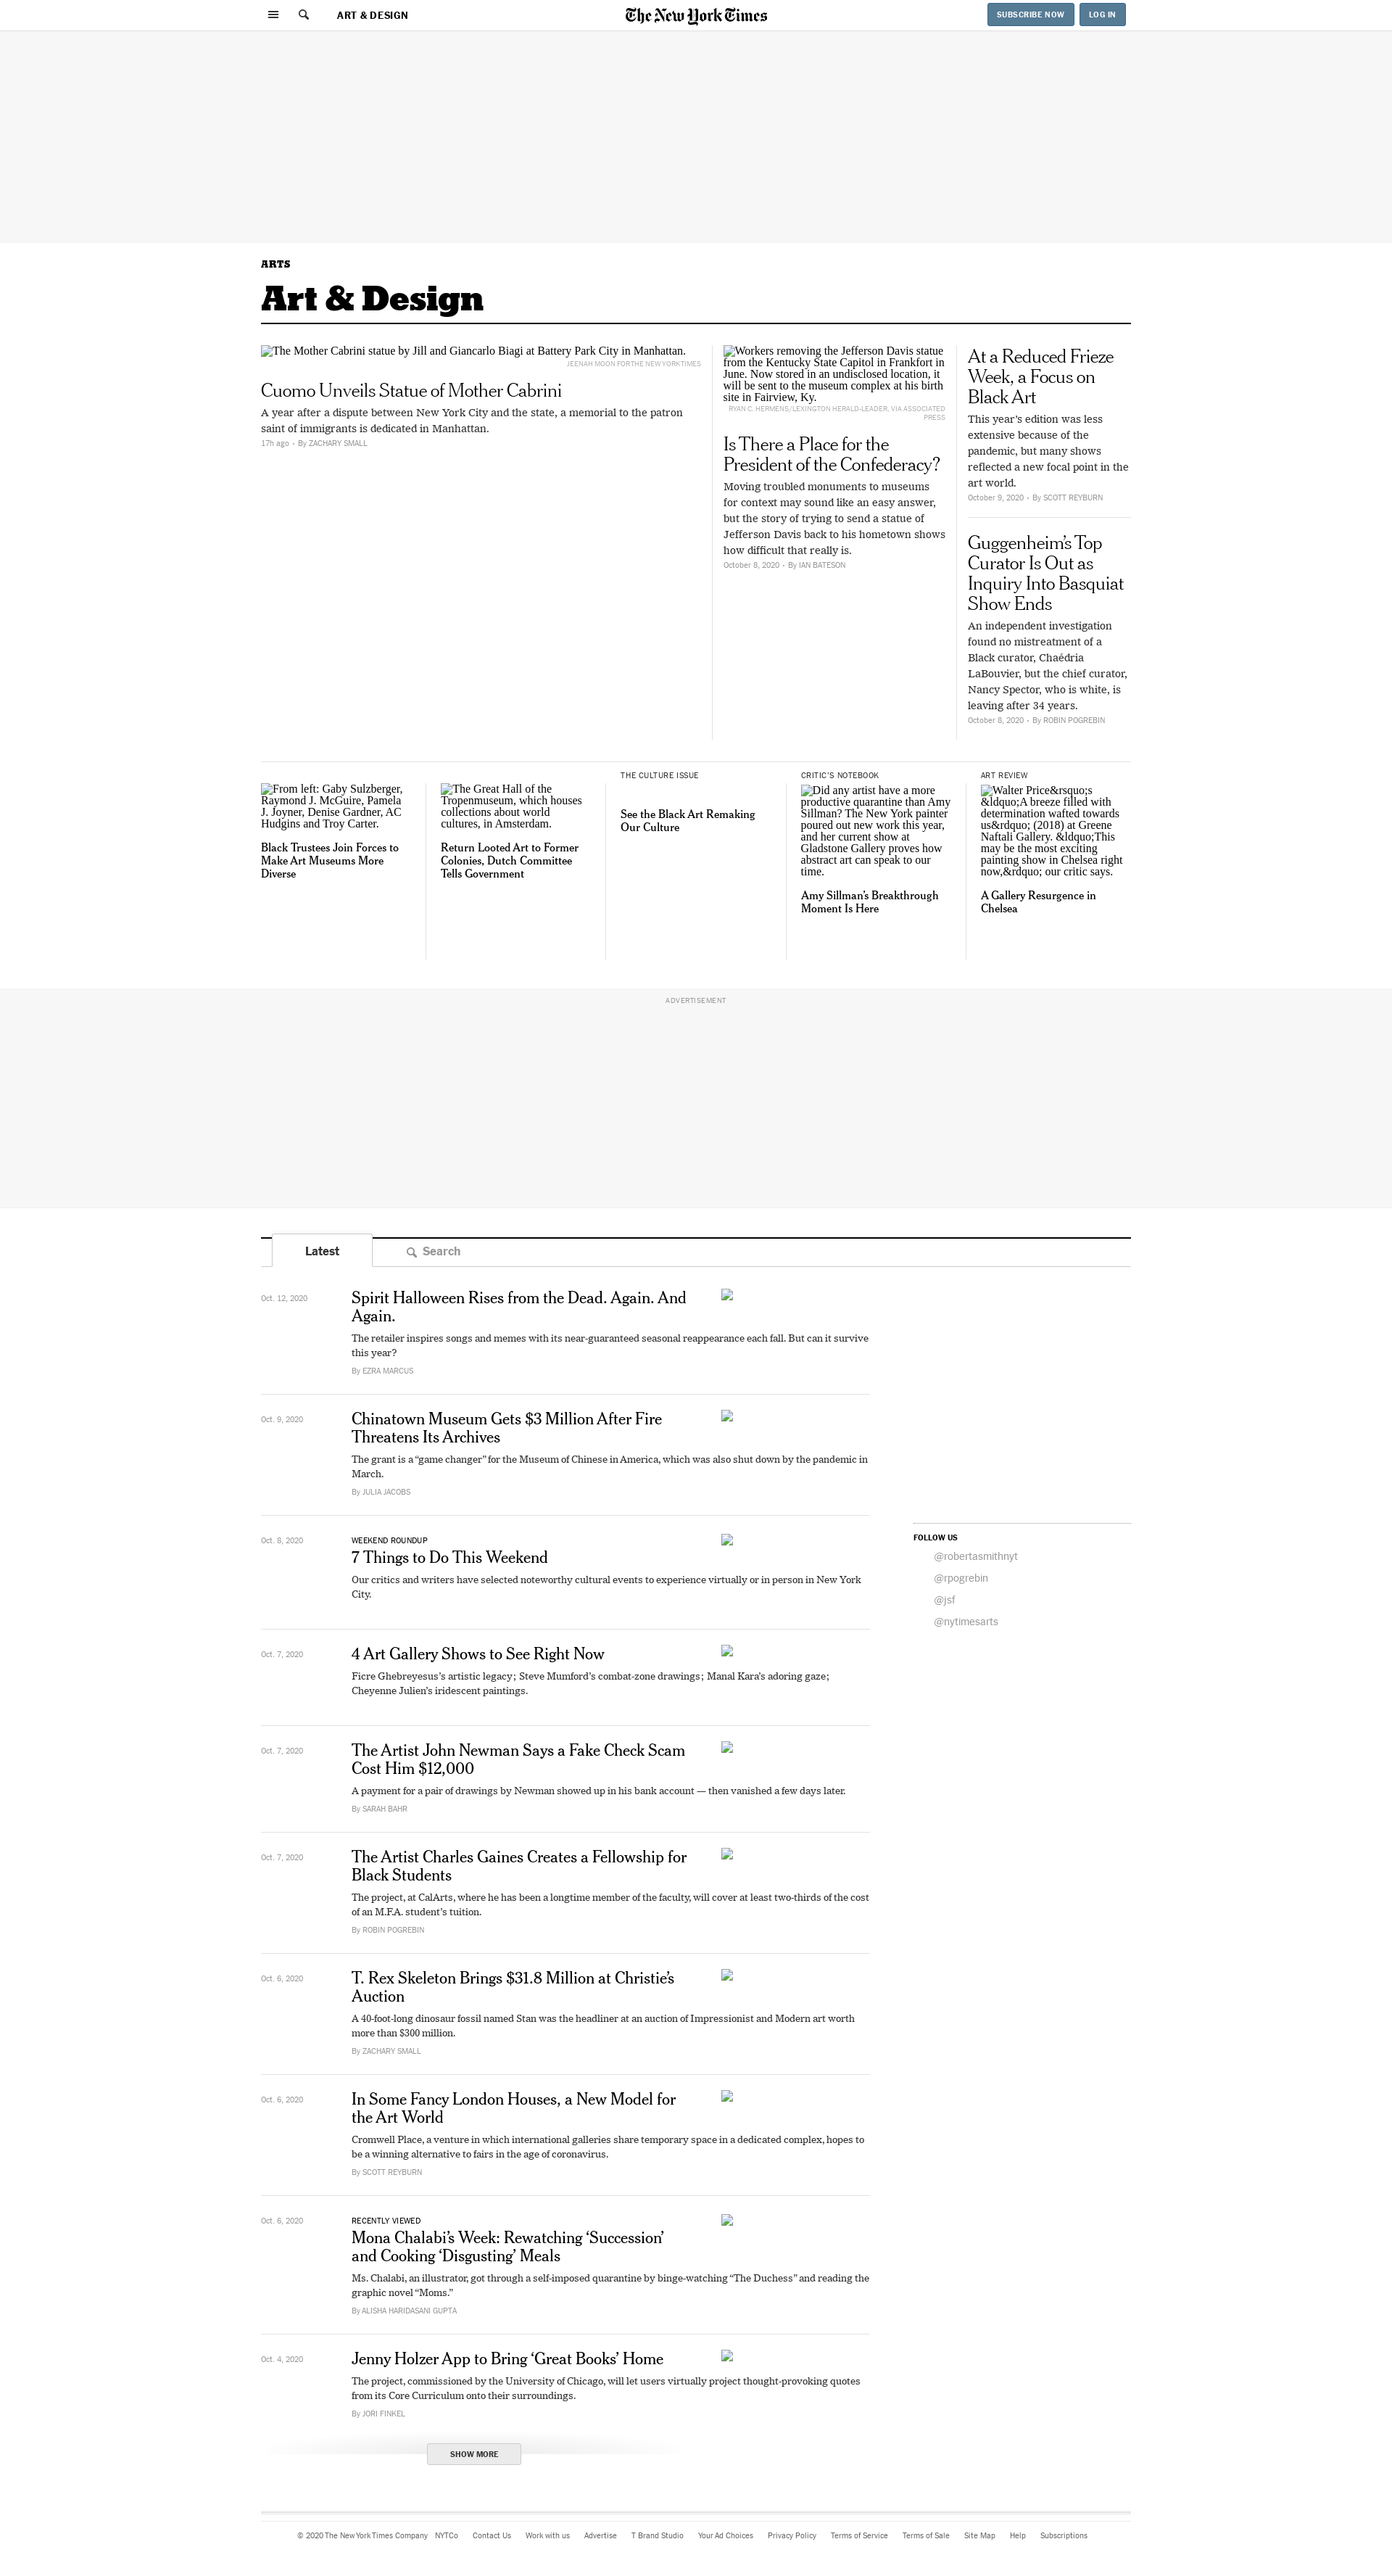 ART & DESIGN
The New York Times
SUBSCRIBE NOW
LOG IN
ARTS
Art & Design
The Mother Cabrini statue by Jill and Giancarlo Biagi at Battery Park City in Manhattan.
JEENAH MOON FOR THE NEW YORK TIMES
Cuomo Unveils Statue of Mother Cabrini
A year after a dispute between New York City and the state, a memorial to the patron
saint of immigrants is dedicated in Manhattan.
17h ago • By ZACHARY SMALL
Workers removing the Jefferson Davis statue
from the Kentucky State Capitol in Frankfort in
June. Now stored in an undisclosed location, it
will be sent to the museum complex at his birth
site in Fairview, Ky.
RYAN C. HERMENS/LEXINGTON HERALD-LEADER, VIA ASSOCIATED
PRESS
Is There a Place for the
President of the Confederacy?
Moving troubled monuments to museums
for context may sound like an easy answer,
but the story of trying to send a statue of
Jefferson Davis back to his hometown shows
how difficult that really is.
October 8, 2020 • By IAN BATESON
At a Reduced Frieze
Week, a Focus on
Black Art
This year's edition was less
extensive because of the
pandemic, but many shows
reflected a new focal point in the
art world.
October 9, 2020 • By SCOTT REYBURN
Guggenheim's Top
Curator Is Out as
Inquiry Into Basquiat
Show Ends
An independent investigation
found no mistreatment of a
Black curator, Chaédria
LaBouvier, but the chief curator,
Nancy Spector, who is white, is
leaving after 34 years.
October 8, 2020 • By ROBIN POGREBIN
From left: Gaby Sulzberger,
Raymond J. McGuire, Pamela
J. Joyner, Denise Gardner, AC
Hudgins and Troy Carter.
Black Trustees Join Forces to
Make Art Museums More
Diverse
The Great Hall of the
Tropenmuseum, which houses
collections about world
cultures, in Amsterdam.
Return Looted Art to Former
Colonies, Dutch Committee
Tells Government
THE CULTURE ISSUE
See the Black Art Remaking
Our Culture
CRITIC'S NOTEBOOK
Did any artist have a more
productive quarantine than Amy
Sillman? The New York painter
poured out new work this year,
and her current show at
Gladstone Gallery proves how
abstract art can speak to our
time.
Amy Sillman's Breakthrough
Moment Is Here
ART REVIEW
Walter Price&rsquo;s
&ldquo;A breeze filled with
determination wafted towards
us&rdquo; (2018) at Greene
Naftali Gallery. &ldquo;This
may be the most exciting
painting show in Chelsea right
now,&rdquo; our critic says.
A Gallery Resurgence in
Chelsea
ADVERTISEMENT
Latest
Search
Oct. 12, 2020
Spirit Halloween Rises from the Dead. Again. And
Again.
The retailer inspires songs and memes with its near-guaranteed seasonal reappearance each fall. But can it survive
this year?
By EZRA MARCUS
Oct. 9, 2020
Chinatown Museum Gets $3 Million After Fire
Threatens Its Archives
The grant is a “game changer” for the Museum of Chinese in America, which was also shut down by the pandemic in
March.
By JULIA JACOBS
Oct. 8, 2020
WEEKEND ROUNDUP
7 Things to Do This Weekend
Our critics and writers have selected noteworthy cultural events to experience virtually or in person in New York
City.
FOLLOW US
@robertasmithnyt
@rpogrebin
@jsf
@nytimesarts
Oct. 7, 2020
4 Art Gallery Shows to See Right Now
Ficre Ghebreyesus's artistic legacy; Steve Mumford's combat-zone drawings; Manal Kara's adoring gaze;
Cheyenne Julien's iridescent paintings.
Oct. 7, 2020
The Artist John Newman Says a Fake Check Scam
Cost Him $12,000
A payment for a pair of drawings by Newman showed up in his bank account — then vanished a few days later.
By SARAH BAHR
Oct. 7, 2020
The Artist Charles Gaines Creates a Fellowship for
Black Students
The project, at CalArts, where he has been a longtime member of the faculty, will cover at least two-thirds of the cost
of an M.F.A. student's tuition.
By ROBIN POGREBIN
Oct. 6, 2020
T. Rex Skeleton Brings $31.8 Million at Christie's
Auction
A 40-foot-long dinosaur fossil named Stan was the headliner at an auction of Impressionist and Modern art worth
more than $300 million.
By ZACHARY SMALL
Oct. 6, 2020
In Some Fancy London Houses, a New Model for
the Art World
Cromwell Place, a venture in which international galleries share temporary space in a dedicated complex, hopes to
be a winning alternative to fairs in the age of coronavirus.
By SCOTT REYBURN
Oct. 6, 2020
RECENTLY VIEWED
Mona Chalabi's Week: Rewatching ‘Succession’
and Cooking ‘Disgusting’ Meals
Ms. Chalabi, an illustrator, got through a self-imposed quarantine by binge-watching “The Duchess” and reading the
graphic novel “Moms.”
By ALISHA HARIDASANI GUPTA
Oct. 4, 2020
Jenny Holzer App to Bring ‘Great Books’ Home
The project, commissioned by the University of Chicago, will let users virtually project thought-provoking quotes
from its Core Curriculum onto their surroundings.
By JORI FINKEL
SHOW MORE
© 2020 The New York Times Company NYTCo Contact Us Work with us Advertise T Brand Studio Your Ad Choices Privacy Policy Terms of Service Terms of Sale Site Map Help Subscriptions